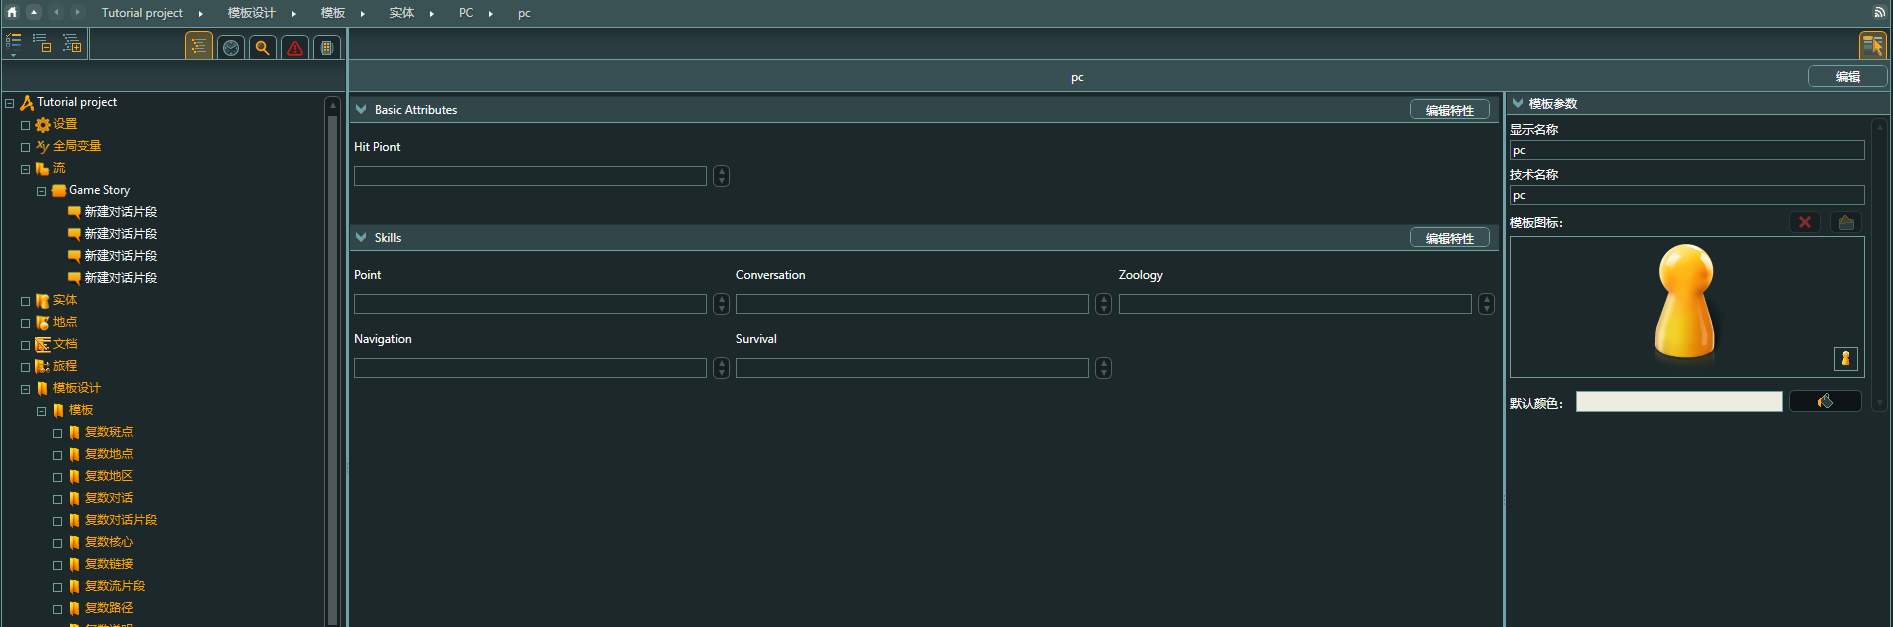 Tutorial project 模板设计 模板 实体 PC pc
pc 编辑
Tutorial project
设置
全局变量
流
Game Story
新建对话片段
新建对话片段
新建对话片段
新建对话片段
实体
地点
文档
旅程
模板设计
模板
复数斑点
复数地点
复数地区
复数对话
复数对话片段
复数核心
复数链接
复数流片段
复数路径
Basic Attributes 编辑特性
Hit Piont
Skills 编辑特性
Point Conversation Zoology
Navigation Survival
模板参数
显示名称
pc
技术名称
pc
模板图标:
默认颜色: